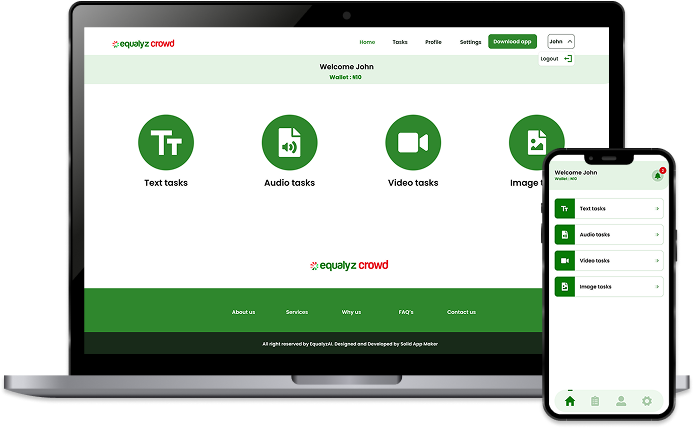 equalyz crowd
Home Tasks Profile Settings Download app John
Logout
Welcome John
Wallet : ₦10
Text tasks Audio tasks Video tasks Image t
equalyz crowd
About us Services Why us FAQ's Contact us
All right reserved by EqualyzAI. Designed and Developed by Solid App Maker
Welcome John
Wallet : ₦10
Text tasks
Audio tasks
Video tasks
Image tasks